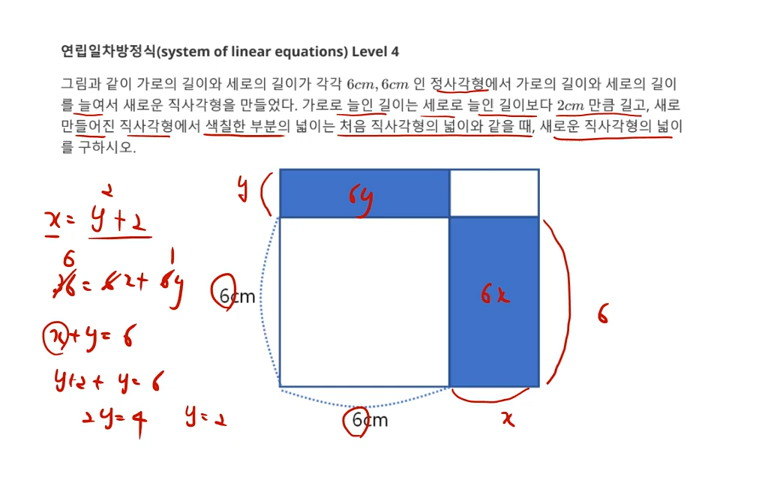 연립일차방정식(system of linear equations) Level 4
그림과 같이 가로의 길이와 세로의 길이가 각각 6cm, 6cm 인 정사각형에서 가로의 길이와 세로의 길이
를 늘여서 새로운 직사각형을 만들었다. 가로로 늘인 길이는 세로로 늘인 길이보다 2cm 만큼 길고, 새로
만들어진 직사각형에서 색칠한 부분의 넓이는 처음 직사각형의 넓이와 같을 때, 새로운 직사각형의 넓이
를 구하시오.
y
6y
2
x = y+2
6 1
36 = 62+ 6y
6cm
6x
6
x+y=6
y+2+ y=6
2y=4 y=2
6cm
x